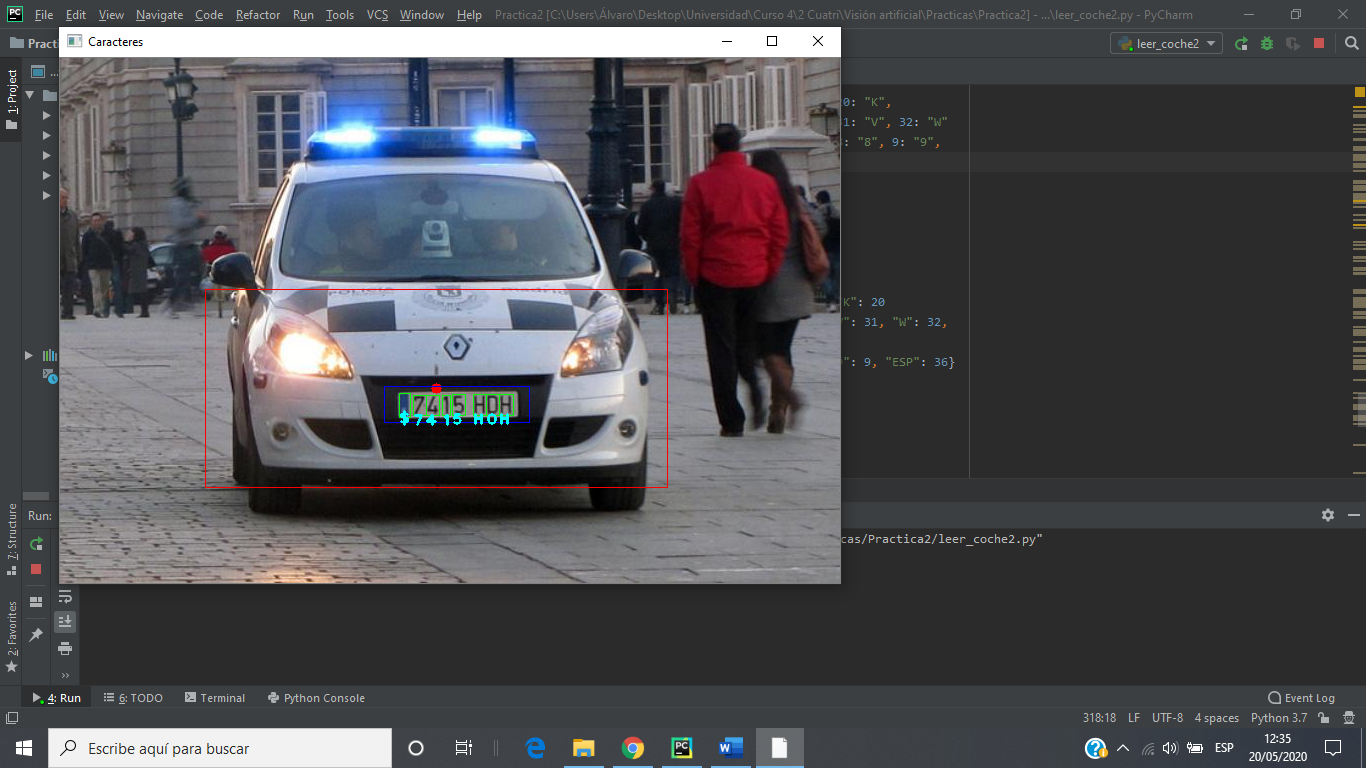 File Edit View Navigate Code Refactor Run Tools VCS Window Help Practica2 [C:\Users\Álvaro\Desktop\Universidad\Curso 4\2 Cuatri\Visión artificial\Practicas\Practica2] - ...\leer_coche2.py - PyCharm
Pract
leer_coche2
Caracteres
1: Project
...
0: "K",
1: "V", 32: "W"
: "8", 9: "9",
K": 20
": 31, "W": 32,
": 9, "ESP": 36}
7415 HDH
$7415 HOH
7: Structure
2: Favorites
Run:
cas/Practica2/leer_coche2.py"
4: Run 6: TODO Terminal Python Console Event Log
318:18 LF UTF-8 4 spaces Python 3.7
Escribe aquí para buscar
ESP
12:35
20/05/2020